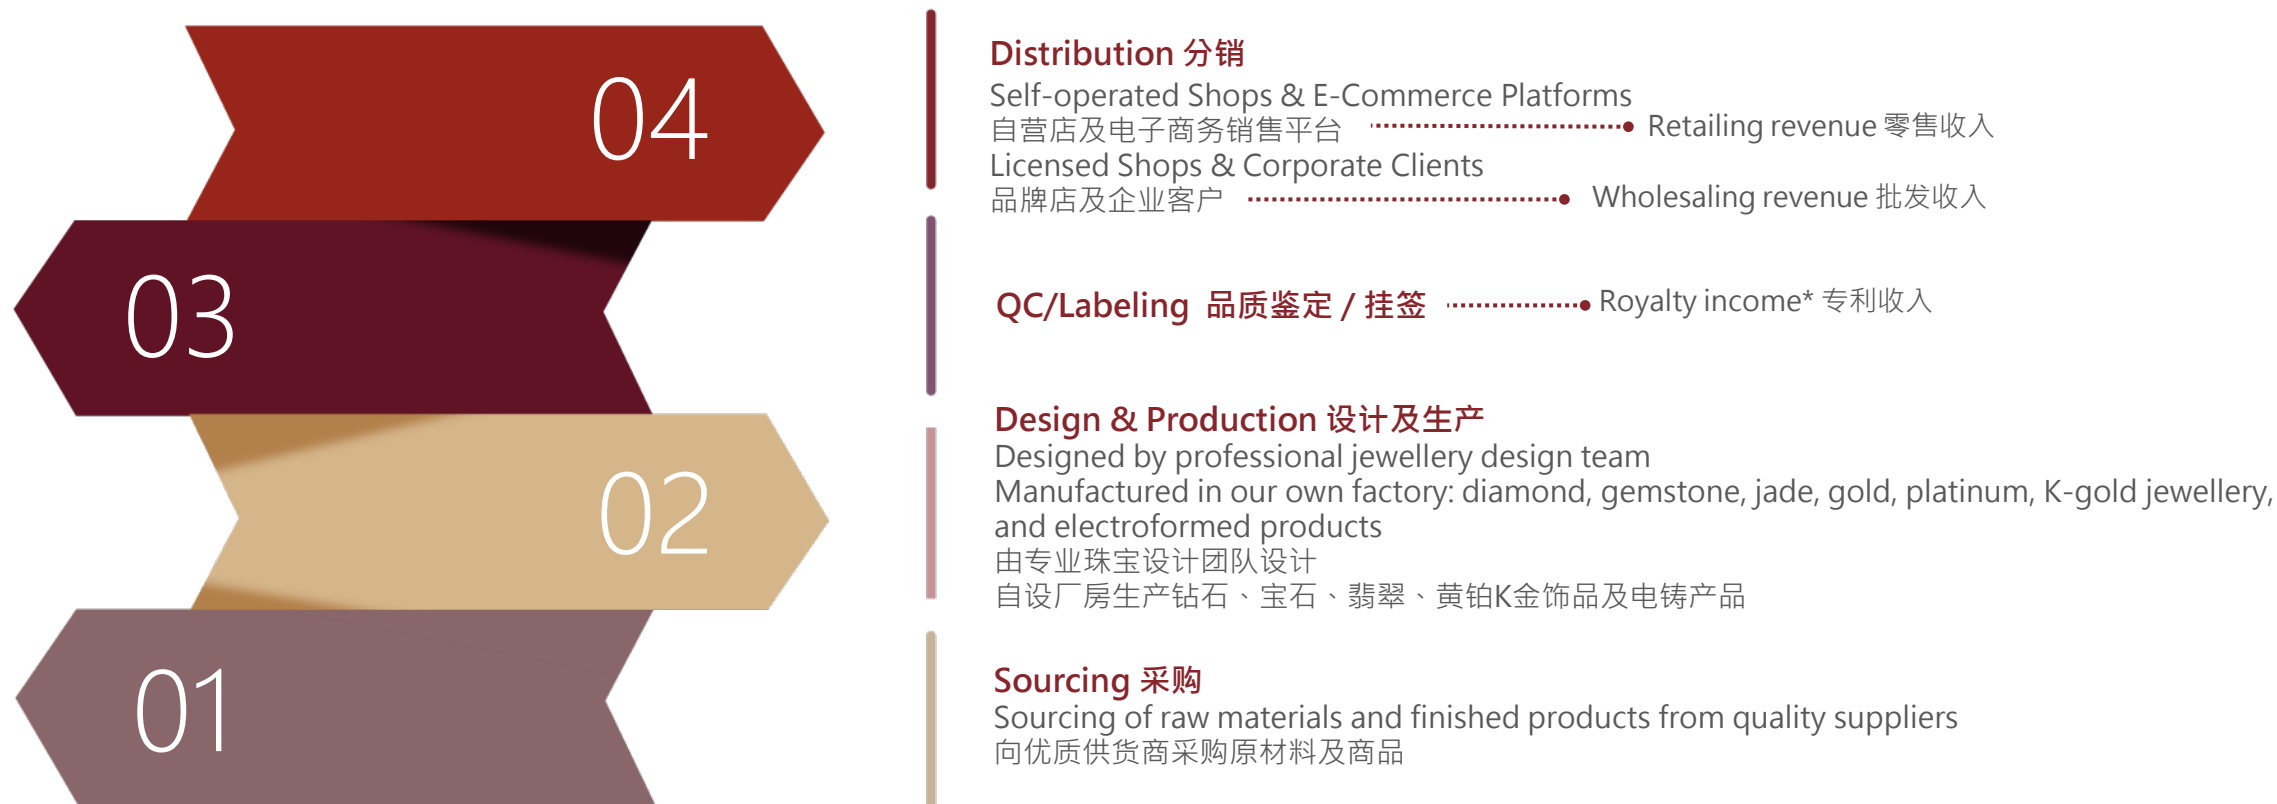 04
Distribution 分销
Self-operated Shops & E-Commerce Platforms
自营店及电子商务销售平台 Retailing revenue 零售收入
Licensed Shops & Corporate Clients
品牌店及企业客户 Wholesaling revenue 批发收入
03
QC/Labeling 品质鉴定 / 挂签 Royalty income* 专利收入
02
Design & Production 设计及生产
Designed by professional jewellery design team
Manufactured in our own factory: diamond, gemstone, jade, gold, platinum, K-gold jewellery,
and electroformed products
由专业珠宝设计团队设计
自设厂房生产钻石、宝石、翡翠、黄铂K金饰品及电铸产品
01
Sourcing 采购
Sourcing of raw materials and finished products from quality suppliers
向优质供货商采购原材料及商品